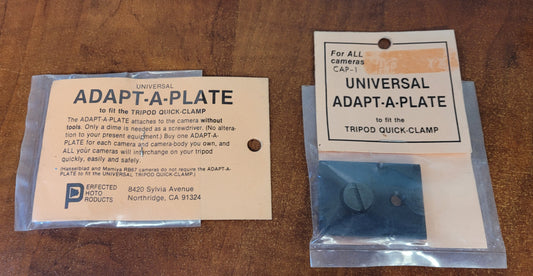 UNIVERSAL
ADAPT-A-PLATE
to fit the TRIPOD QUICK-CLAMP
The ADAPT-A-PLATE attaches to the camera without
tools. Only a dime is needed as a screwdriver. (No altera-
tion to your present equipment.) Buy one ADAPT-A-
PLATE for each camera and camera-body you own, and
ALL your cameras will interchange on your tripod
quickly, easily and safely.
(Hasselblad and Mamiya RB67 cameras do not require the ADAPT-A-
PLATE to fit the UNIVERSAL TRIPOD QUICK-CLAMP.)
PERFECTED
PHOTO
PRODUCTS
8420 Sylvia Avenue
Northridge, CA 91324
For ALL
cameras
CAP-1
UNIVERSAL
ADAPT-A-PLATE
to fit the
TRIPOD QUICK-CLAMP